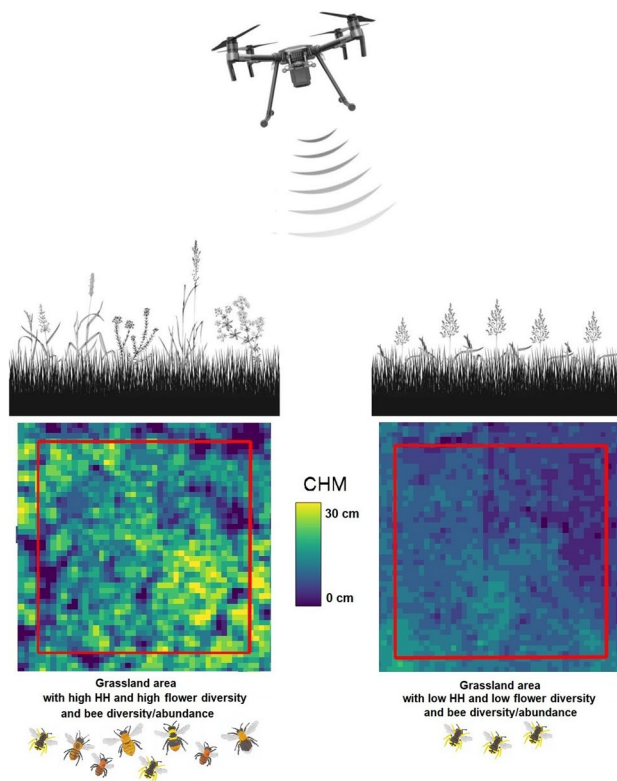 CHM
30 cm
0 cm
Grassland area
with high HH and high flower diversity
and bee diversity/abundance
Grassland area
with low HH and low flower diversity
and bee diversity/abundance